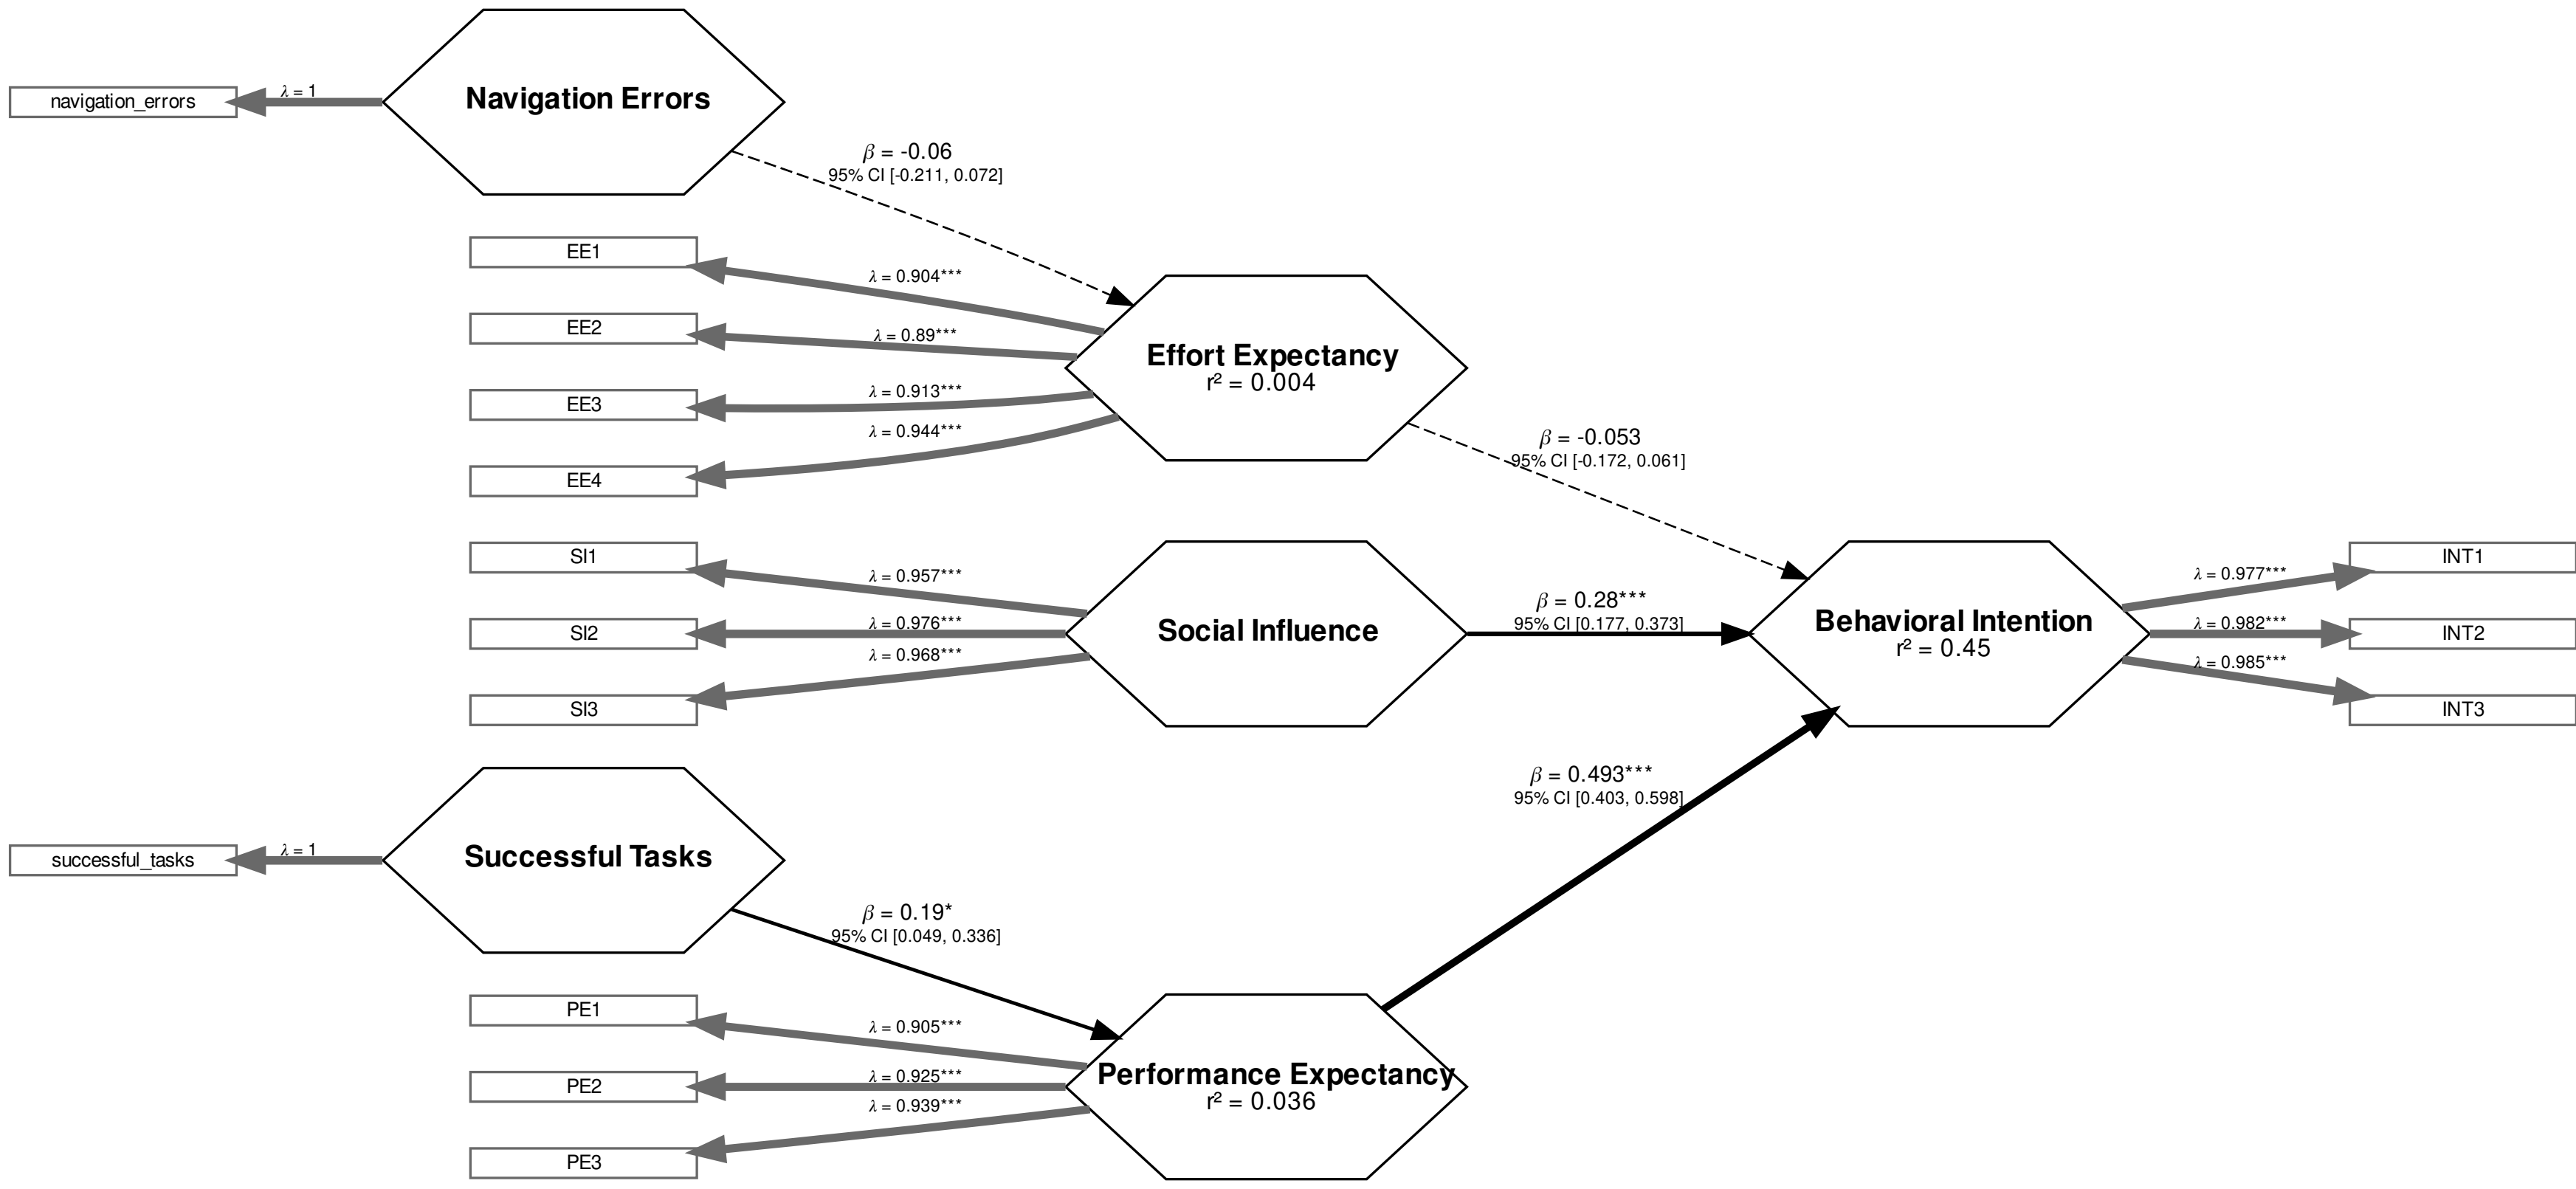 navigation_errors
λ = 1
Navigation Errors
β = -0.06
95% CI [-0.211, 0.072]
EE1
λ = 0.904***
EE2
λ = 0.89***
EE3
λ = 0.913***
EE4
λ = 0.944***
Effort Expectancy
r² = 0.004
β = -0.053
95% CI [-0.172, 0.061]
SI1
λ = 0.957***
SI2
λ = 0.976***
SI3
λ = 0.968***
Social Influence
β = 0.28***
95% CI [0.177, 0.373]
Behavioral Intention
r² = 0.45
λ = 0.977***
INT1
λ = 0.982***
INT2
λ = 0.985***
INT3
β = 0.493***
95% CI [0.403, 0.598]
successful_tasks
λ = 1
Successful Tasks
β = 0.19*
95% CI [0.049, 0.336]
PE1
λ = 0.905***
PE2
λ = 0.925***
PE3
λ = 0.939***
Performance Expectancy
r² = 0.036